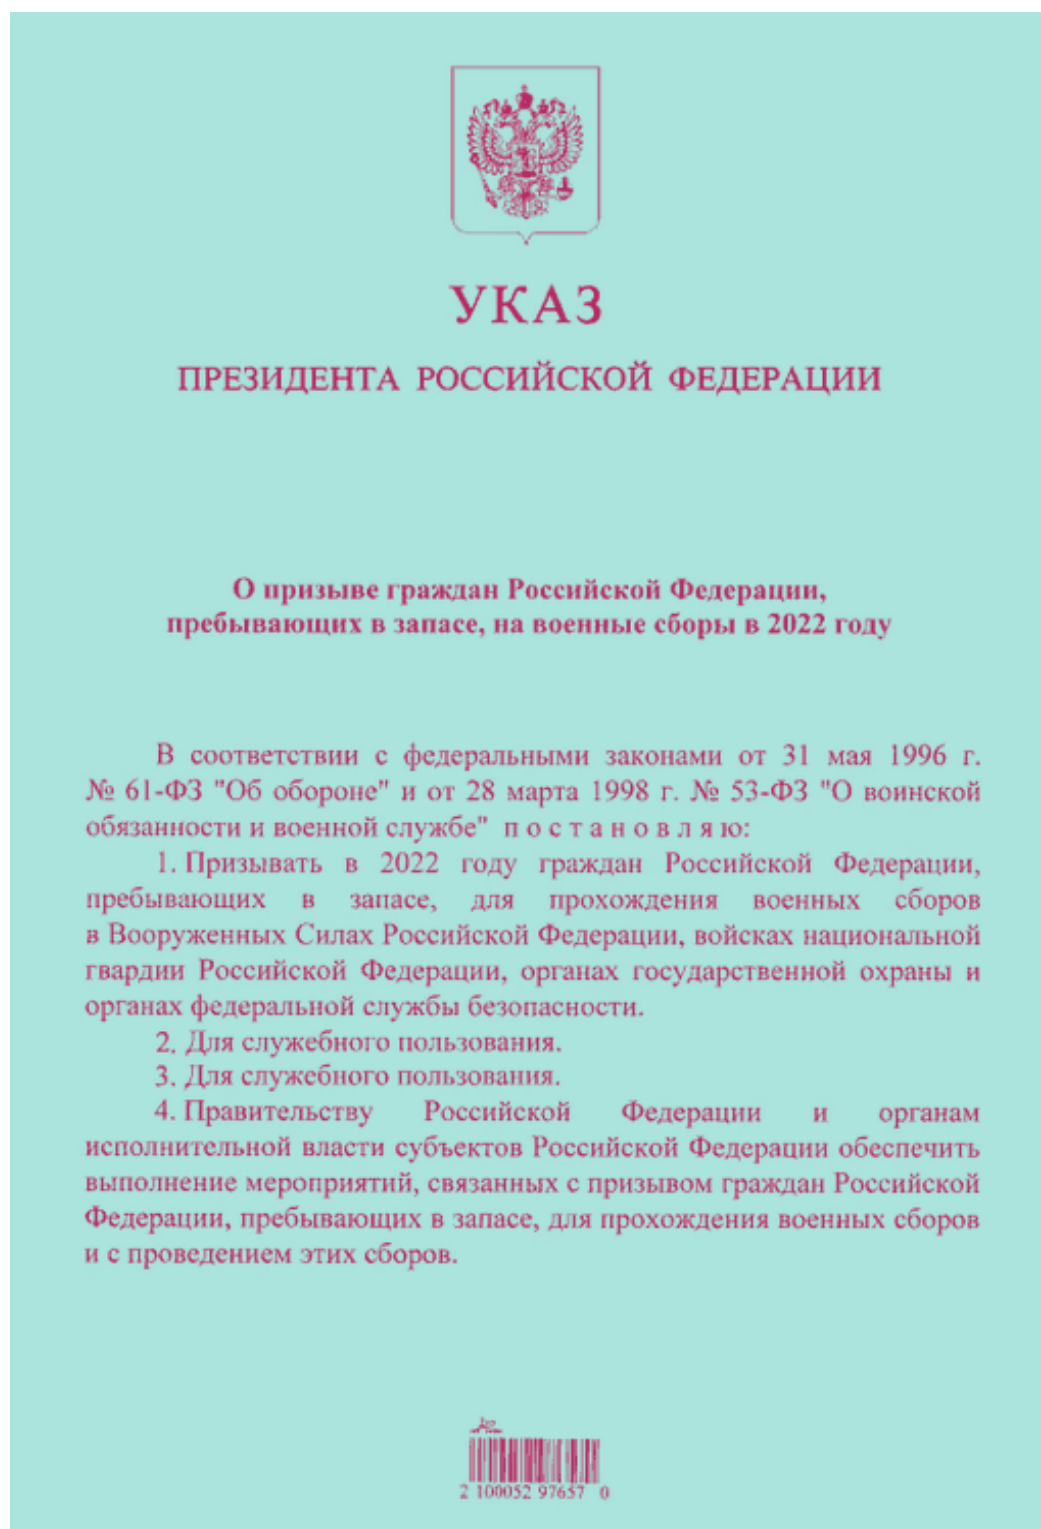 УКАЗ
ПРЕЗИДЕНТА РОССИЙСКОЙ ФЕДЕРАЦИИ
О призыве граждан Российской Федерации,
пребывающих в запасе, на военные сборы в 2022 году
В соответствии с федеральными законами от 31 мая 1996 г.
№ 61-ФЗ "Об обороне" и от 28 марта 1998 г. № 53-ФЗ "О воинской
обязанности и военной службе" п о с т а н о в л я ю:
1. Призывать в 2022 году граждан Российской Федерации,
пребывающих в запасе, для прохождения военных сборов
в Вооруженных Силах Российской Федерации, войсках национальной
гвардии Российской Федерации, органах государственной охраны и
органах федеральной службы безопасности.
2. Для служебного пользования.
3. Для служебного пользования.
4. Правительству Российской Федерации и органам
исполнительной власти субъектов Российской Федерации обеспечить
выполнение мероприятий, связанных с призывом граждан Российской
Федерации, пребывающих в запасе, для прохождения военных сборов
и с проведением этих сборов.
2 100052 97657 0